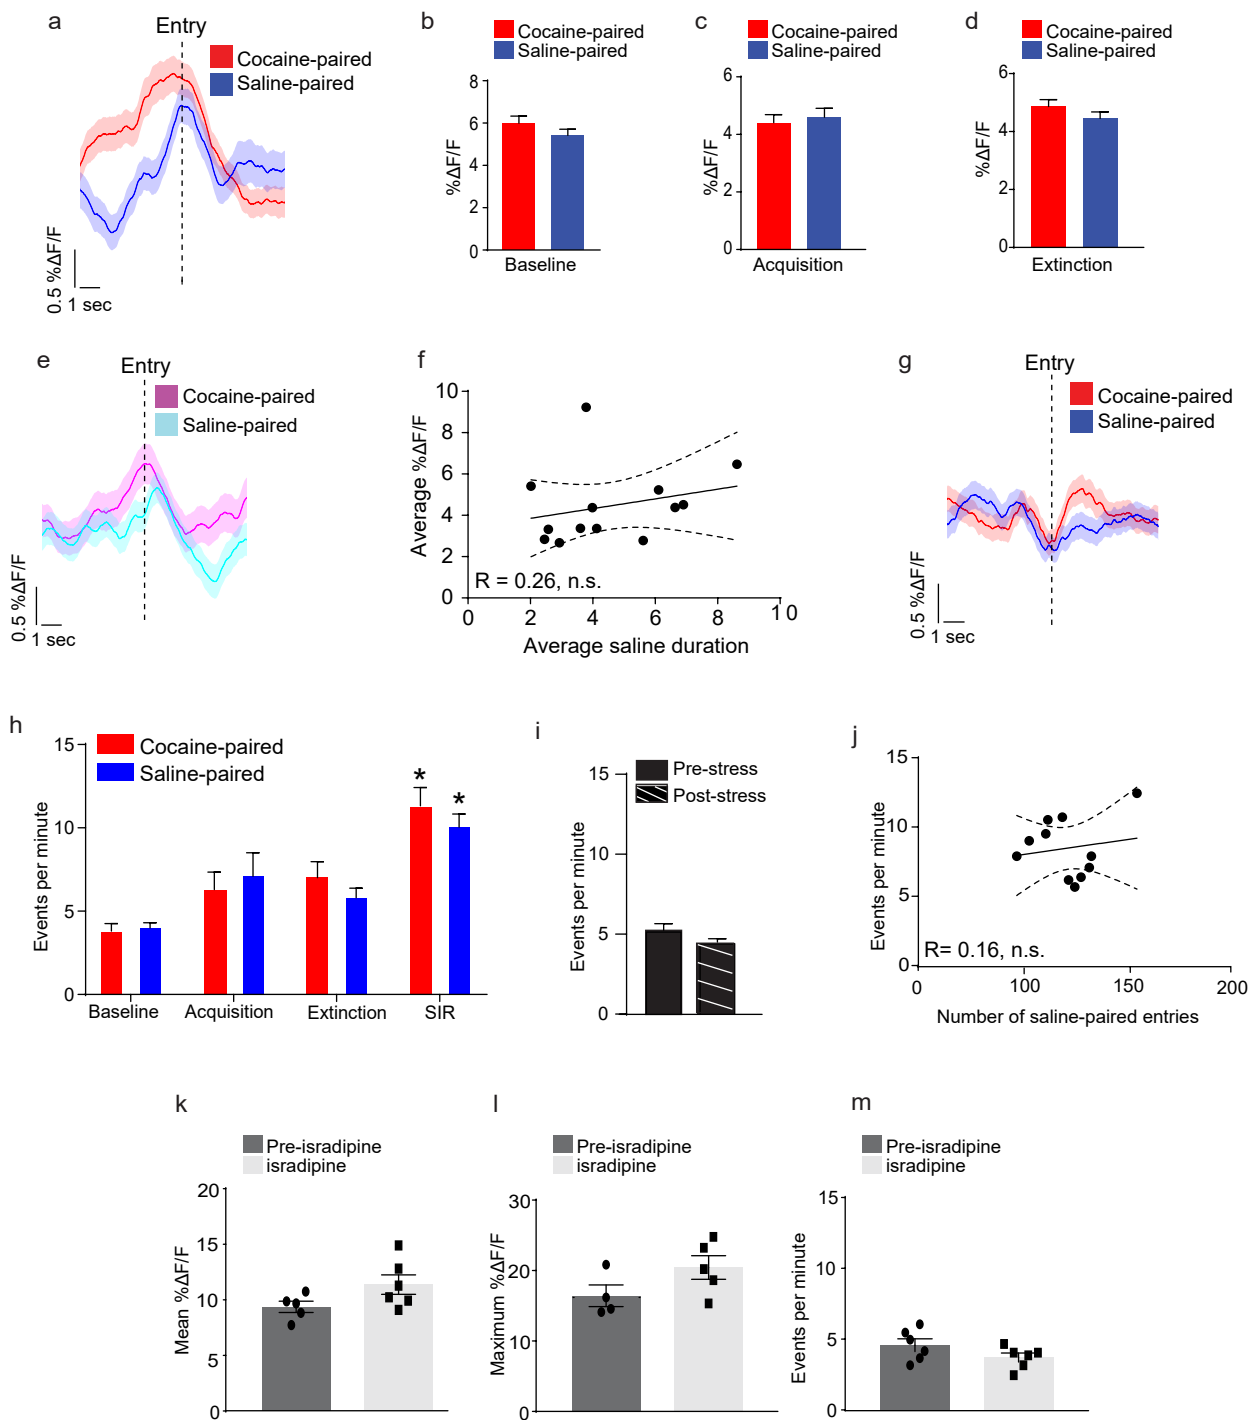 a
Entry
Cocaine-paired
Saline-paired
0.5 %ΔF/F
1 sec
b
Cocaine-paired
Saline-paired
%ΔF/F
8
6
4
2
0
Baseline
c
Cocaine-paired
Saline-paired
%ΔF/F
6
4
2
0
Acquisition
d
Cocaine-paired
Saline-paired
%ΔF/F
6
4
2
0
Extinction
e
Entry
Cocaine-paired
Saline-paired
0.5 %ΔF/F
1 sec
f
Average %ΔF/F
10
8
6
4
2
0
R = 0.26, n.s.
0 2 4 6 8 10
Average saline duration
g
Entry
Cocaine-paired
Saline-paired
0.5 %ΔF/F
1 sec
h
Cocaine-paired
Saline-paired
Events per minute
15
10
5
0
* *
Baseline Acquisition Extinction SIR
i
Pre-stress
Post-stress
Events per minute
15
10
5
0
j
Events per minute
15
10
5
0
R= 0.16, n.s.
0 100 150 200
Number of saline-paired entries
k
Pre-isradipine
isradipine
Mean %ΔF/F
20
15
10
5
0
l
Pre-isradipine
isradipine
Maximum %ΔF/F
30
20
10
0
m
Pre-isradipine
isradipine
Events per minute
15
10
5
0